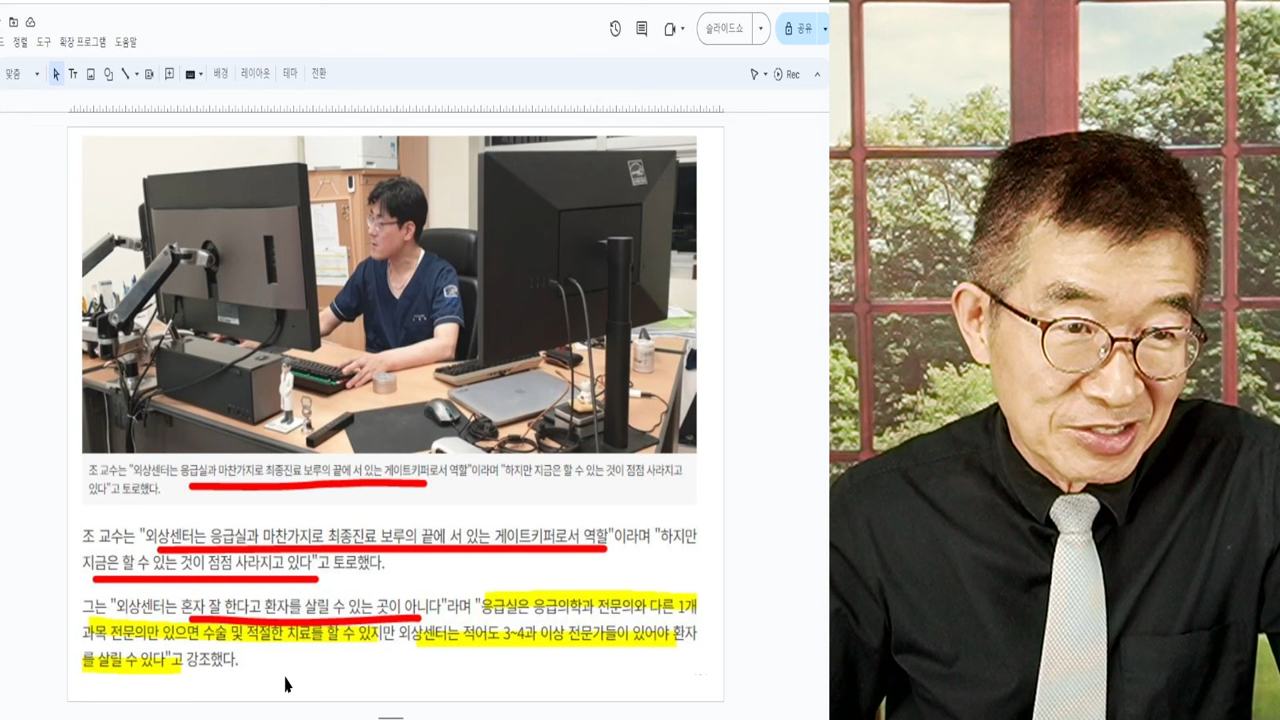 정렬 도구 확장 프로그램 도움말
슬라이드쇼
공유
맞춤
배경
레이아웃
테마
전환
Rec
조 교수는 "외상센터는 응급실과 마찬가지로 최종진료 보루의 끝에 서 있는 게이트키퍼로서 역할"이라며 "하지만 지금은 할 수 있는 것이 점점 사라지고
있다"고 토로했다.
조 교수는 "외상센터는 응급실과 마찬가지로 최종진료 보루의 끝에 서 있는 게이트키퍼로서 역할"이라며 "하지만
지금은 할 수 있는 것이 점점 사라지고 있다"고 토로했다.
그는 "외상센터는 혼자 잘 한다고 환자를 살릴 수 있는 곳이 아니다"라며 "응급실은 응급의학과 전문의와 다른 1개
과목 전문의만 있으면 수술 및 적절한 치료를 할 수 있지만 외상센터는 적어도 3~4과 이상 전문가들이 있어야 환자
를 살릴 수 있다"고 강조했다.